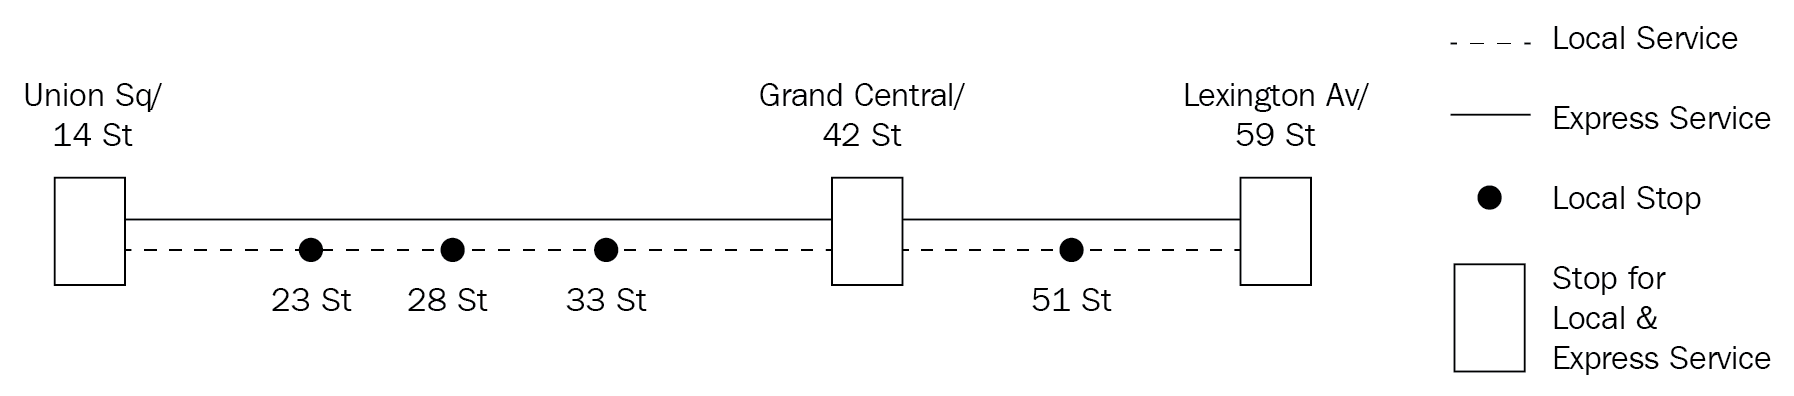 Union Sq/
14 St
Grand Central/
42 St
Lexington Av/
59 St
23 St
28 St
33 St
51 St
Local Service
Express Service
Local Stop
Stop for
Local &
Express Service